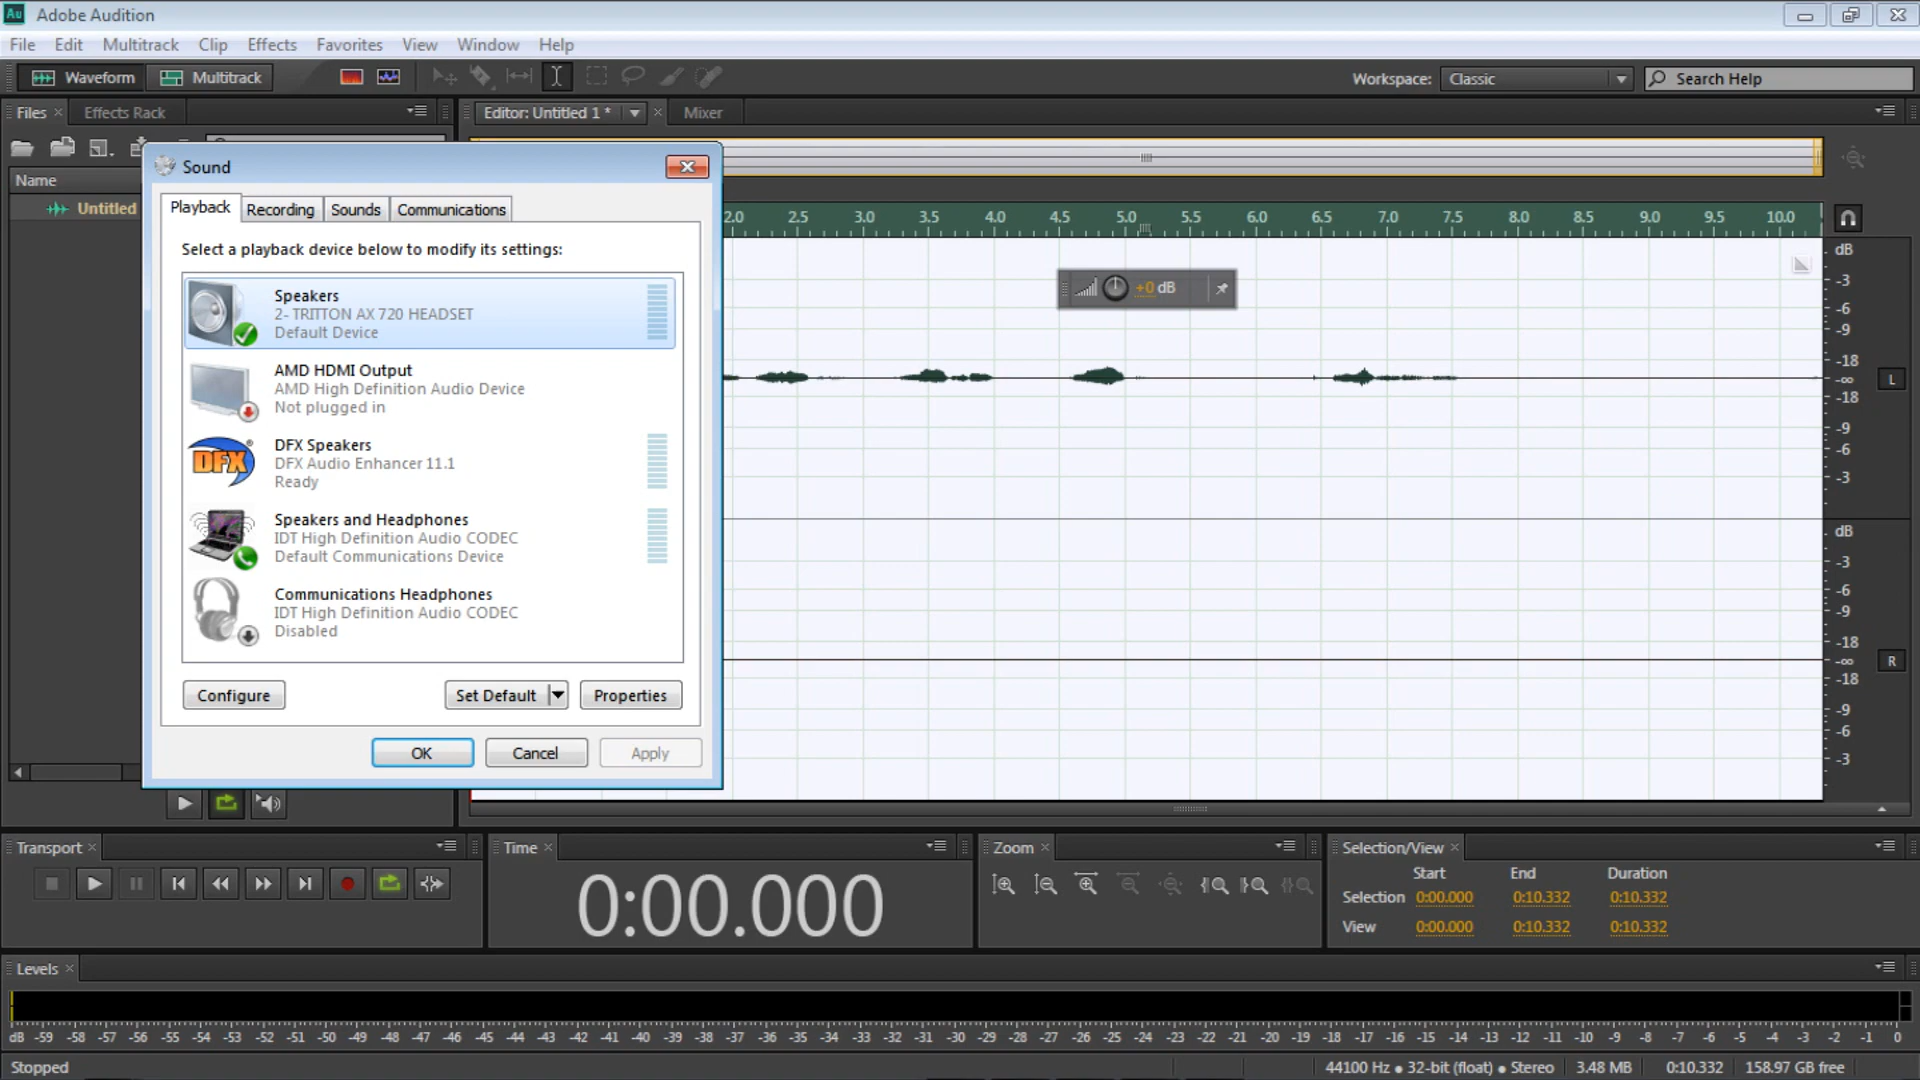 Au Adobe Audition
File Edit Multitrack Clip Effects Favorites View Window Help
Waveform Multitrack Workspace: Classic Search Help
Files Effects Rack Editor: Untitled 1 * Mixer
Name
Untitled
Sound
Playback Recording Sounds Communications
Select a playback device below to modify its settings:
Speakers
2- TRITTON AX 720 HEADSET
Default Device
AMD HDMI Output
AMD High Definition Audio Device
Not plugged in
DFX
DFX Speakers
DFX Audio Enhancer 11.1
Ready
Speakers and Headphones
IDT High Definition Audio CODEC
Default Communications Device
Communications Headphones
IDT High Definition Audio CODEC
Disabled
Configure Set Default Properties
OK Cancel Apply
2.0 2.5 3.0 3.5 4.0 4.5 5.0 5.5 6.0 6.5 7.0 7.5 8.0 8.5 9.0 9.5 10.0
+0 dB
dB
-3
-6
-9
-18
-∞ L
-18
-9
-6
-3
dB
-3
-6
-9
-18
-∞ R
-18
-9
-6
-3
Transport Time Zoom Selection/View
0:00.000
Start End Duration
Selection 0:00.000 0:10.332 0:10.332
View 0:00.000 0:10.332 0:10.332
Levels
dB -59 -58 -57 -56 -55 -54 -53 -52 -51 -50 -49 -48 -47 -46 -45 -44 -43 -42 -41 -40 -39 -38 -37 -36 -35 -34 -33 -32 -31 -30 -29 -28 -27 -26 -25 -24 -23 -22 -21 -20 -19 -18 -17 -16 -15 -14 -13 -12 -11 -10 -9 -8 -7 -6 -5 -4 -3 -2 -1 0
Stopped 44100 Hz ● 32-bit (float) ● Stereo 3.48 MB 0:10.332 158.97 GB free